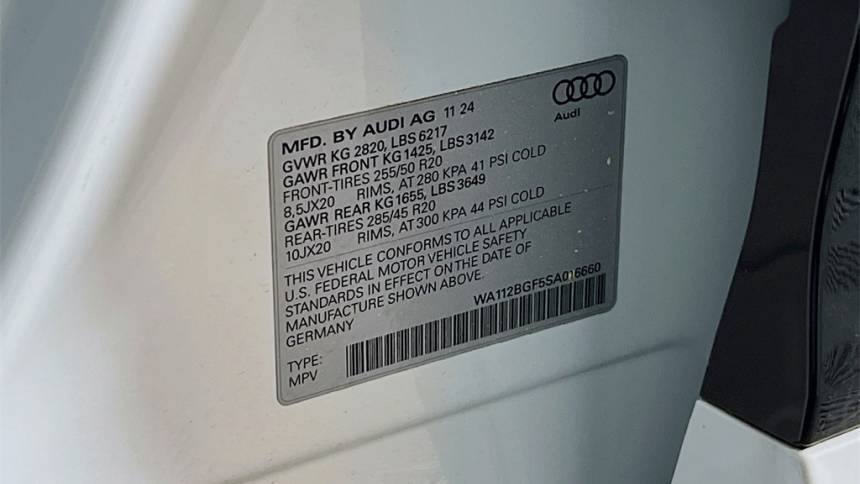 MFD. BY AUDI AG 11 24
Audi
GVWR KG 2820, LBS 6217
GAWR FRONT KG 1425, LBS 3142
FRONT-TIRES 255/50 R20
8,5JX20 RIMS, AT 280 KPA 41 PSI COLD
GAWR REAR KG 1655, LBS 3649
REAR-TIRES 285/45 R20
10JX20 RIMS, AT 300 KPA 44 PSI COLD
THIS VEHICLE CONFORMS TO ALL APPLICABLE
U.S. FEDERAL MOTOR VEHICLE SAFETY
STANDARDS IN EFFECT ON THE DATE OF
MANUFACTURE SHOWN ABOVE.
GERMANY
WA112BGF5SA016660
TYPE:
MPV